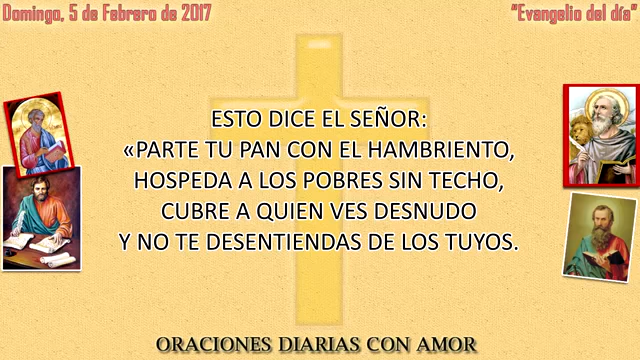 Domingo, 5 de Febrero de 2017
"Evangelio del día"
ESTO DICE EL SEÑOR:
«PARTE TU PAN CON EL HAMBRIENTO,
HOSPEDA A LOS POBRES SIN TECHO,
CUBRE A QUIEN VES DESNUDO
Y NO TE DESENTIENDAS DE LOS TUYOS.
ORACIONES DIARIAS CON AMOR